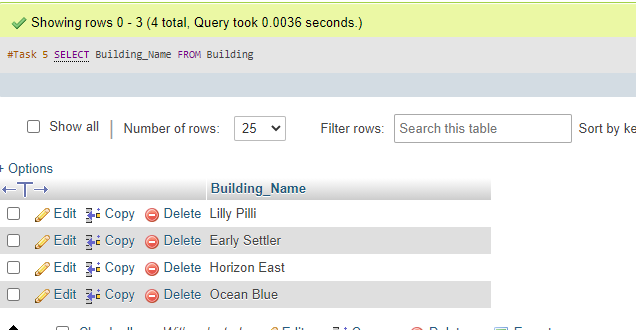 Showing rows 0 - 3 (4 total, Query took 0.0036 seconds.)
#Task 5 SELECT Building_Name FROM Building
Show all | Number of rows: 25 Filter rows: Search this table Sort by ke
+ Options
←T→ Building_Name
Edit Copy Delete Lilly Pilli
Edit Copy Delete Early Settler
Edit Copy Delete Horizon East
Edit Copy Delete Ocean Blue